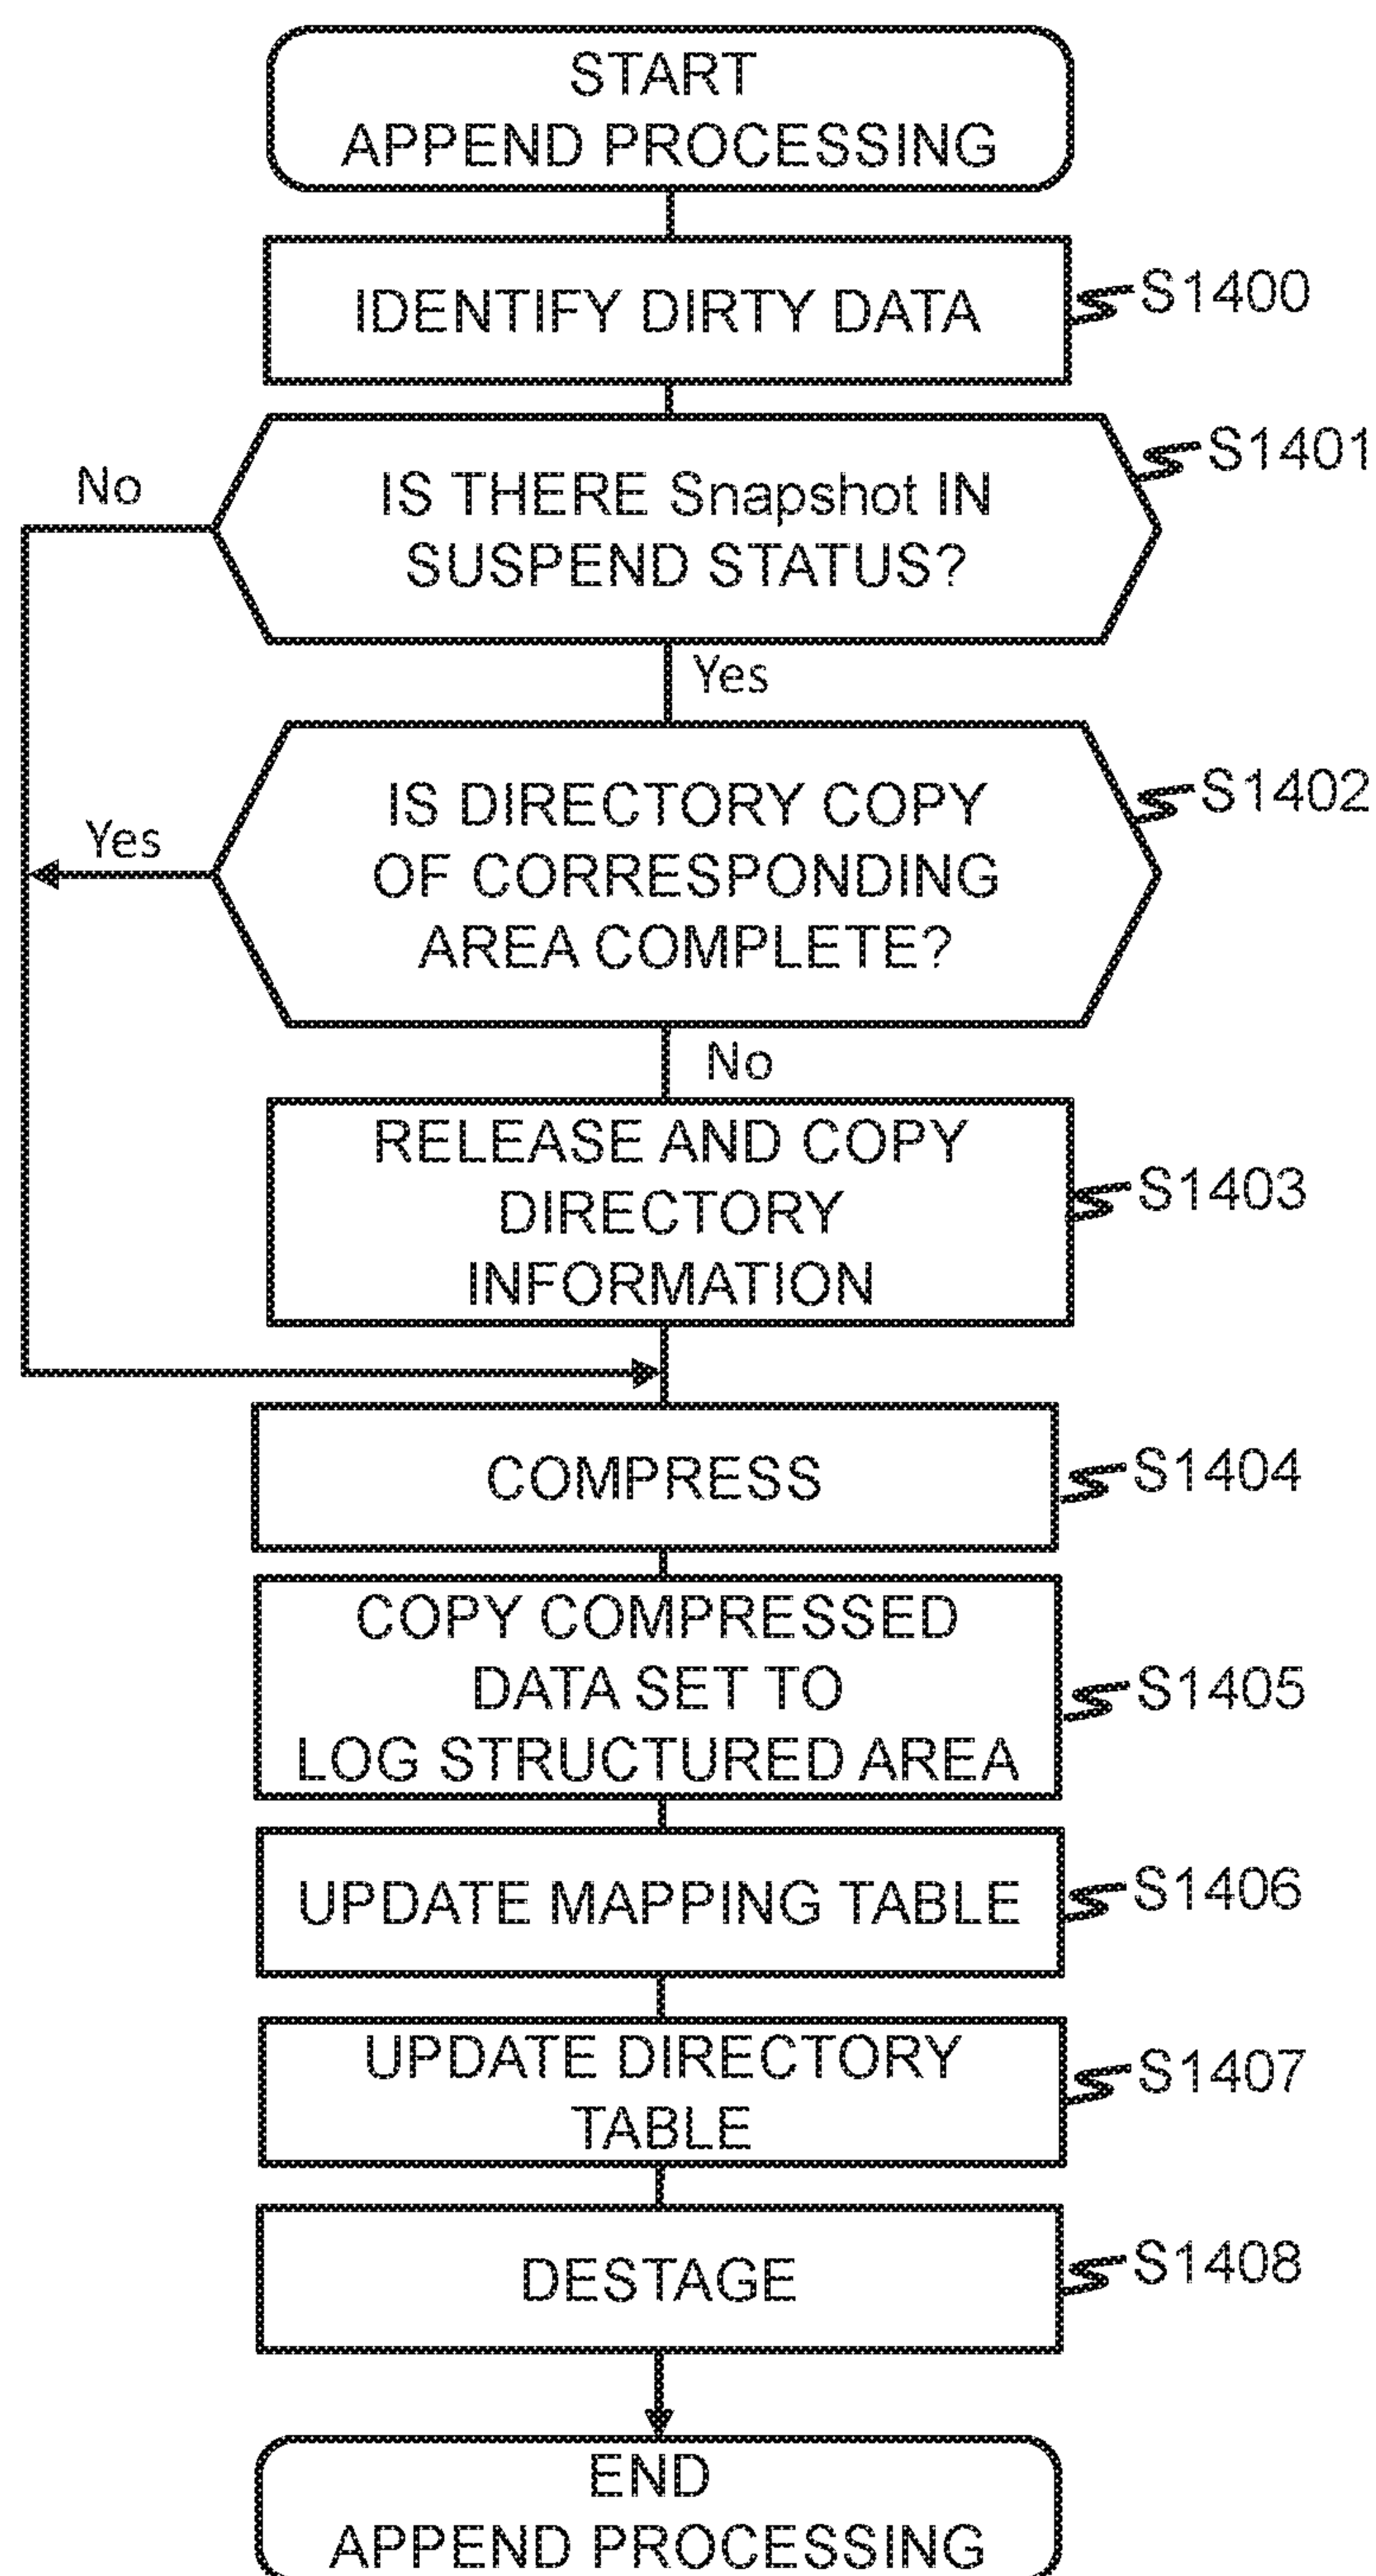 START
APPEND PROCESSING
IDENTIFY DIRTY DATA
S1400
IS THERE Snapshot IN
SUSPEND STATUS?
S1401
No
Yes
IS DIRECTORY COPY
OF CORRESPONDING
AREA COMPLETE?
S1402
Yes
No
RELEASE AND COPY
DIRECTORY
INFORMATION
S1403
COMPRESS
S1404
COPY COMPRESSED
DATA SET TO
LOG STRUCTURED AREA
S1405
UPDATE MAPPING TABLE
S1406
UPDATE DIRECTORY
TABLE
S1407
DESTAGE
S1408
END
APPEND PROCESSING